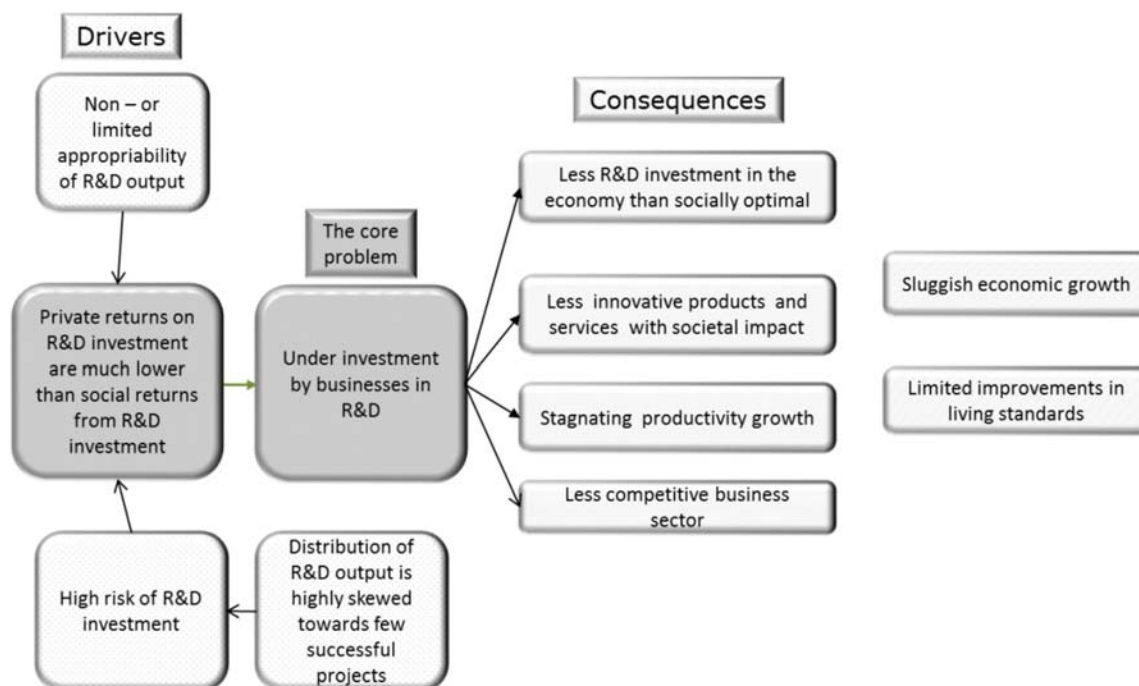 Drivers
Non – or
limited
appropriability
of R&D output
Private returns on
R&D investment
are much lower
than social returns
from R&D
investment
High risk of R&D
investment
Distribution of
R&D output is
highly skewed
towards few
successful
projects
The core
problem
Under investment
by businesses in
R&D
Consequences
Less R&D investment in the
economy than socially optimal
Less innovative products and
services with societal impact
Stagnating productivity growth
Less competitive business
sector
Sluggish economic growth
Limited improvements in
living standards